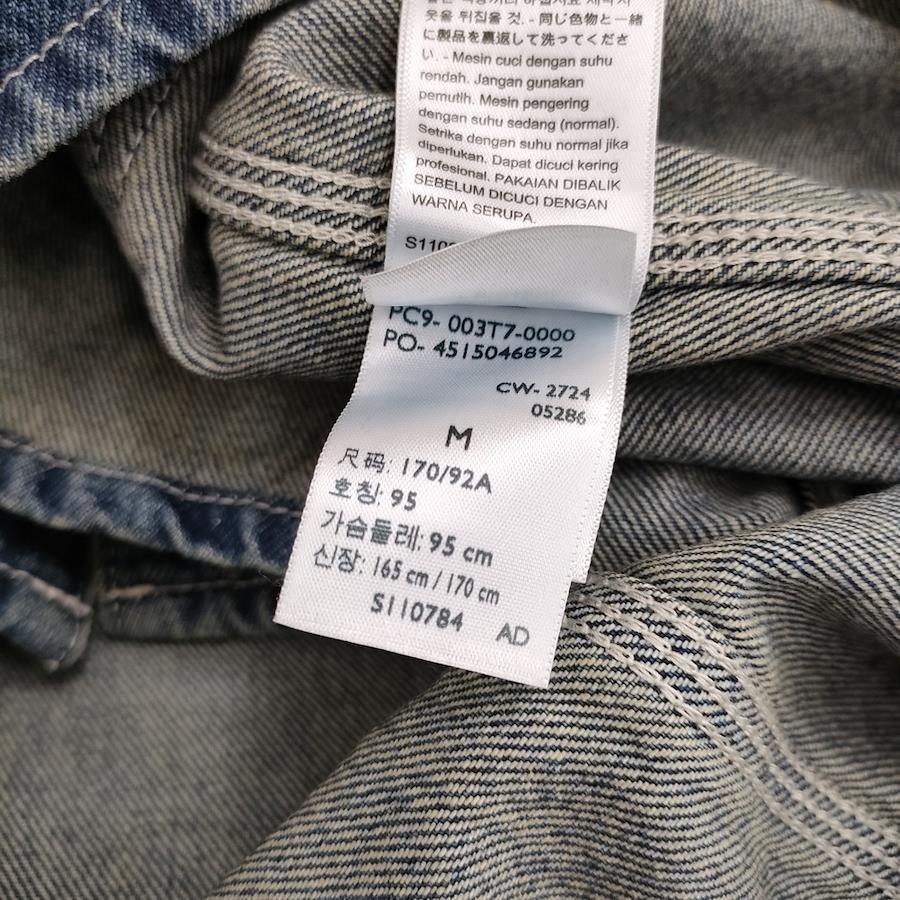 옷을 뒤집을 것. - 同じ色物と一緒
に製品を裏返して洗ってくださ
い. - Mesin cuci dengan suhu
rendah. Jangan gunakan
pemutih. Mesin pengering
dengan suhu sedang (normal).
Setrika dengan suhu normal jika
diperlukan. Dapat dicuci kering
profesional. PAKAIAN DIBALIK
SEBELUM DICUCI DENGAN
WARNA SERUPA.
PC9- 003T7-0000
PO- 4515046892
CW- 2724
05286
M
尺码: 170/92A
호칭: 95
가슴둘레: 95 cm
신장: 165 cm / 170 cm
S110784 AD